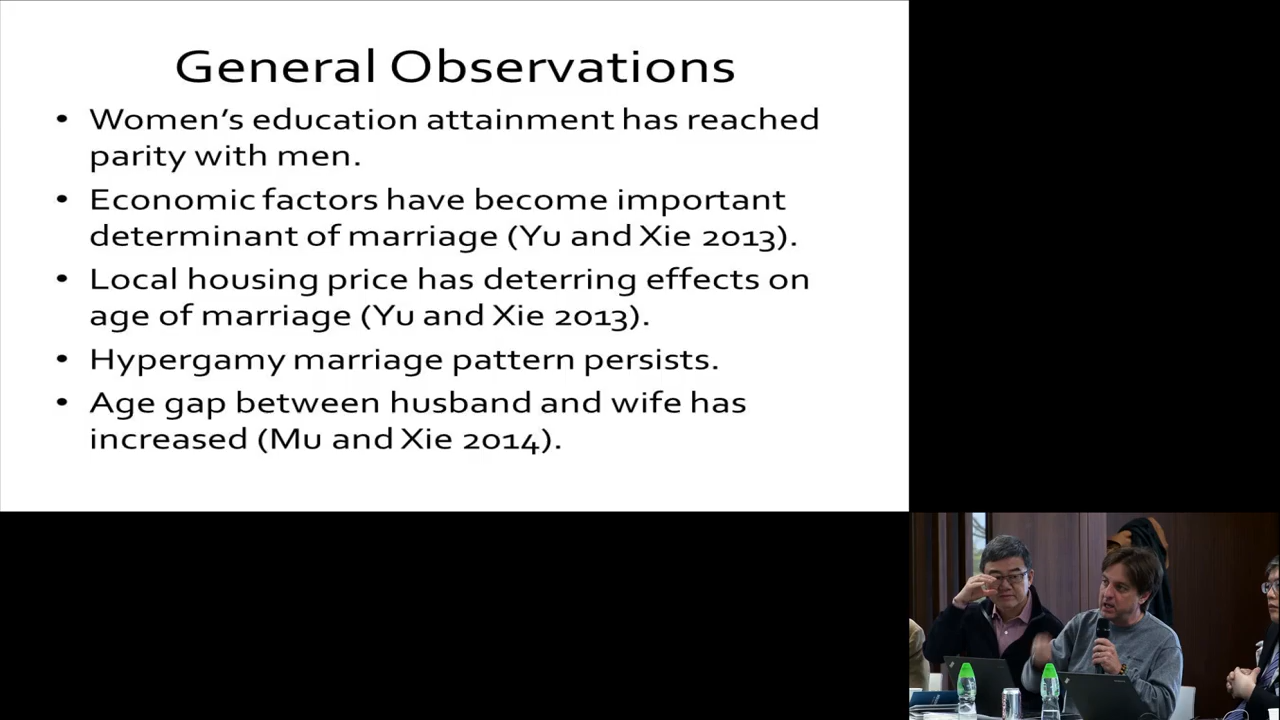 General Observations
• Women's education attainment has reached
parity with men.
• Economic factors have become important
determinant of marriage (Yu and Xie 2013).
• Local housing price has deterring effects on
age of marriage (Yu and Xie 2013).
• Hypergamy marriage pattern persists.
• Age gap between husband and wife has
increased (Mu and Xie 2014).